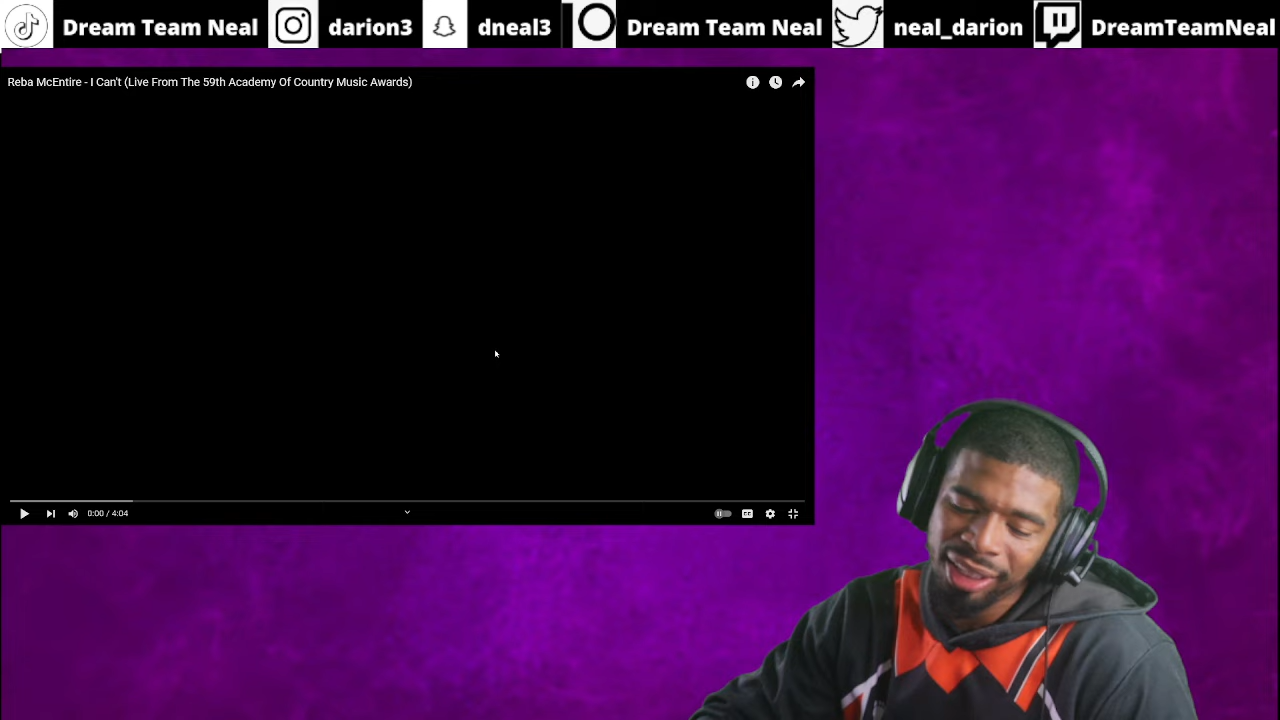 Dream Team Neal darion3 dneal3 Dream Team Neal neal_darion DreamTeamNeal
Reba McEntire - I Can't (Live From The 59th Academy Of Country Music Awards)
0:00 / 4:04